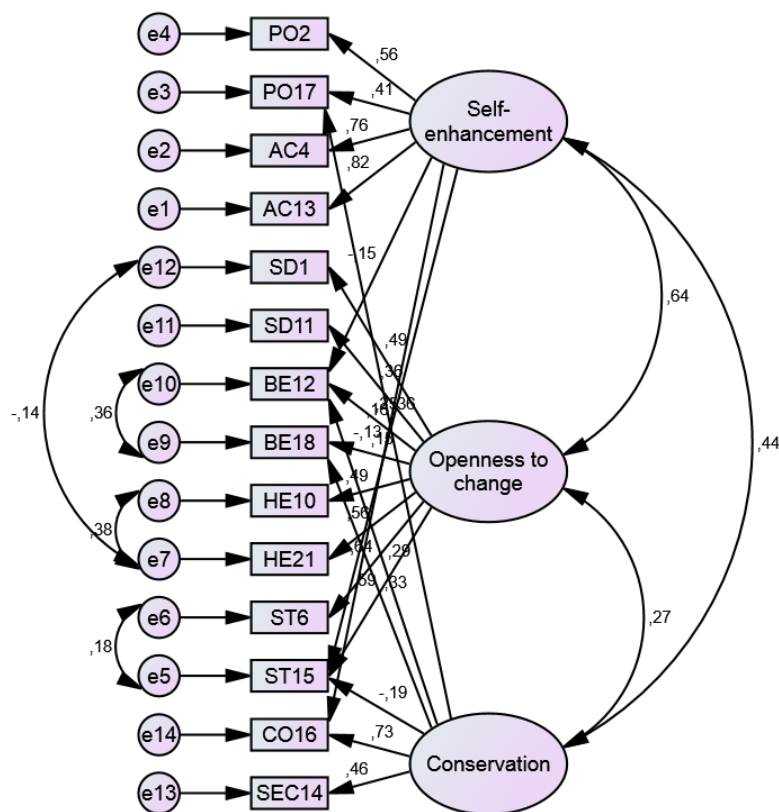 e4
PO2
,56
e3
PO17
,41
Self-
enhancement
e2
AC4
,76
e1
AC13
,82
e12
SD1
-,15
,64
e11
SD11
,49
e10
BE12
,36
-,14
,36
e9
BE18
-,13
,44
Openness to
change
e8
HE10
,49
,56
,38
e7
HE21
,64
,29
,59
,33
e6
ST6
,27
,18
e5
ST15
-,19
e14
CO16
,73
Conservation
e13
SEC14
,46